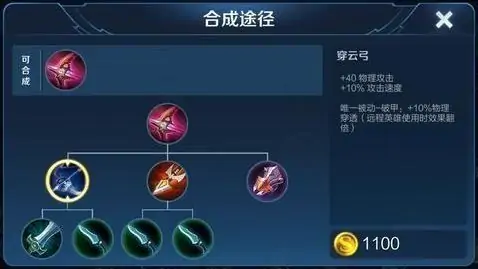 合成途径
可
合
成
穿云弓
+40 物理攻击
+10% 攻击速度
唯一被动-破甲：+10%物理
穿透（远程英雄使用时效果翻
倍）
1100